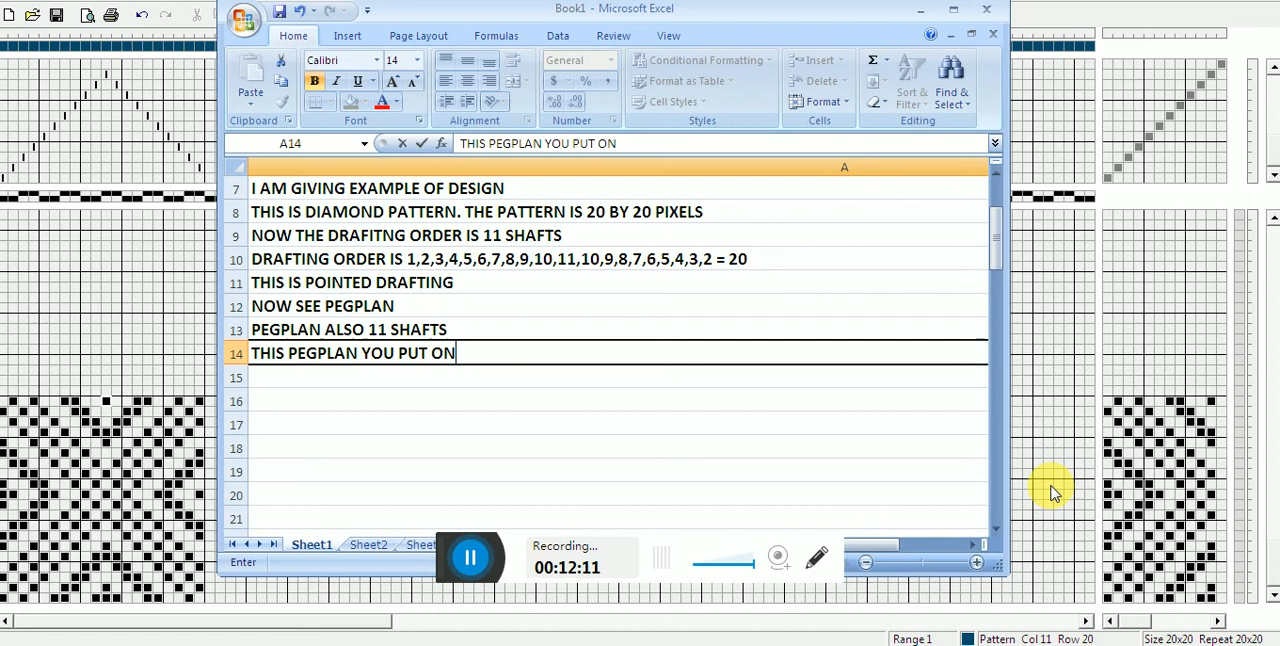 Book1 - Microsoft Excel
Home Insert Page Layout Formulas Data Review View
Paste
Calibri 14
B I U A A
A
General
$ % ,
Conditional Formatting
Format as Table
Cell Styles
Insert
Delete
Format
Σ
Sort & Filter
Find & Select
Clipboard Font Alignment Number Styles Cells Editing
A14 fx THIS PEGPLAN YOU PUT ON
A
7 I AM GIVING EXAMPLE OF DESIGN
8 THIS IS DIAMOND PATTERN. THE PATTERN IS 20 BY 20 PIXELS
9 NOW THE DRAFITNG ORDER IS 11 SHAFTS
10 DRAFTING ORDER IS 1,2,3,4,5,6,7,8,9,10,11,10,9,8,7,6,5,4,3,2 = 20
11 THIS IS POINTED DRAFTING
12 NOW SEE PEGPLAN
13 PEGPLAN ALSO 11 SHAFTS
14 THIS PEGPLAN YOU PUT ON
15
16
17
18
19
20
21
Sheet1 Sheet2 Sheet
Enter
Recording...
00:12:11
Range 1 Pattern Col 11 Row 20 Size 20x20 Repeat 20x20